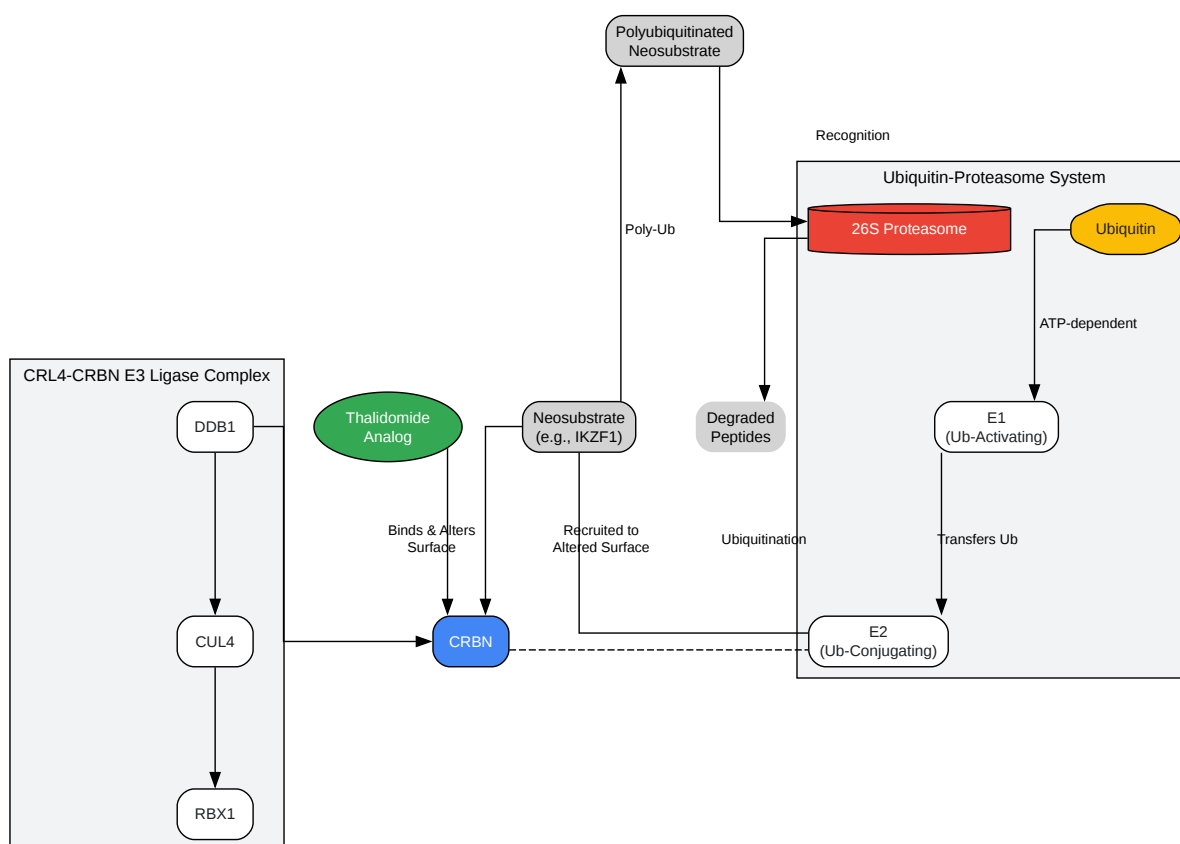 Polyubiquitinated
Neosubstrate
Recognition
Ubiquitin-Proteasome System
Poly-Ub
26S Proteasome
Ubiquitin
ATP-dependent
CRL4-CRBN E3 Ligase Complex
DDB1
Thalidomide
Analog
Neosubstrate
(e.g., IKZF1)
Degraded
Peptides
E1
(Ub-Activating)
Binds & Alters
Surface
Recruited to
Altered Surface
Ubiquitination
Transfers Ub
CUL4
CRBN
E2
(Ub-Conjugating)
RBX1